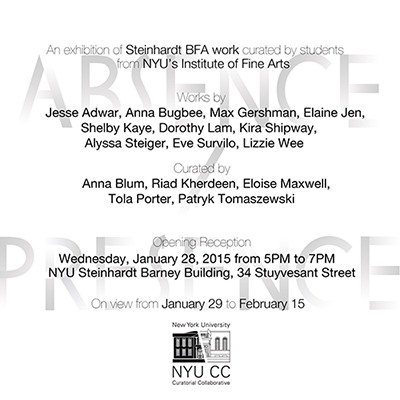 An exhibition of Steinhardt BFA work curated by students
from NYU's Institute of Fine Arts
ABSENCE
Works by
Jesse Adwar, Anna Bugbee, Max Gershman, Elaine Jen,
Shelby Kaye, Dorothy Lam, Kira Shipway,
Alyssa Steiger, Eve Survilo, Lizzie Wee
/
Curated by
Anna Blum, Riad Kherdeen, Eloise Maxwell,
Tola Porter, Patryk Tomaszewski
PRESENCE
Opening Reception
Wednesday, January 28, 2015 from 5PM to 7PM
NYU Steinhardt Barney Building, 34 Stuyvesant Street
On view from January 29 to February 15
New York University
NYU CC
Curatorial Collaborative